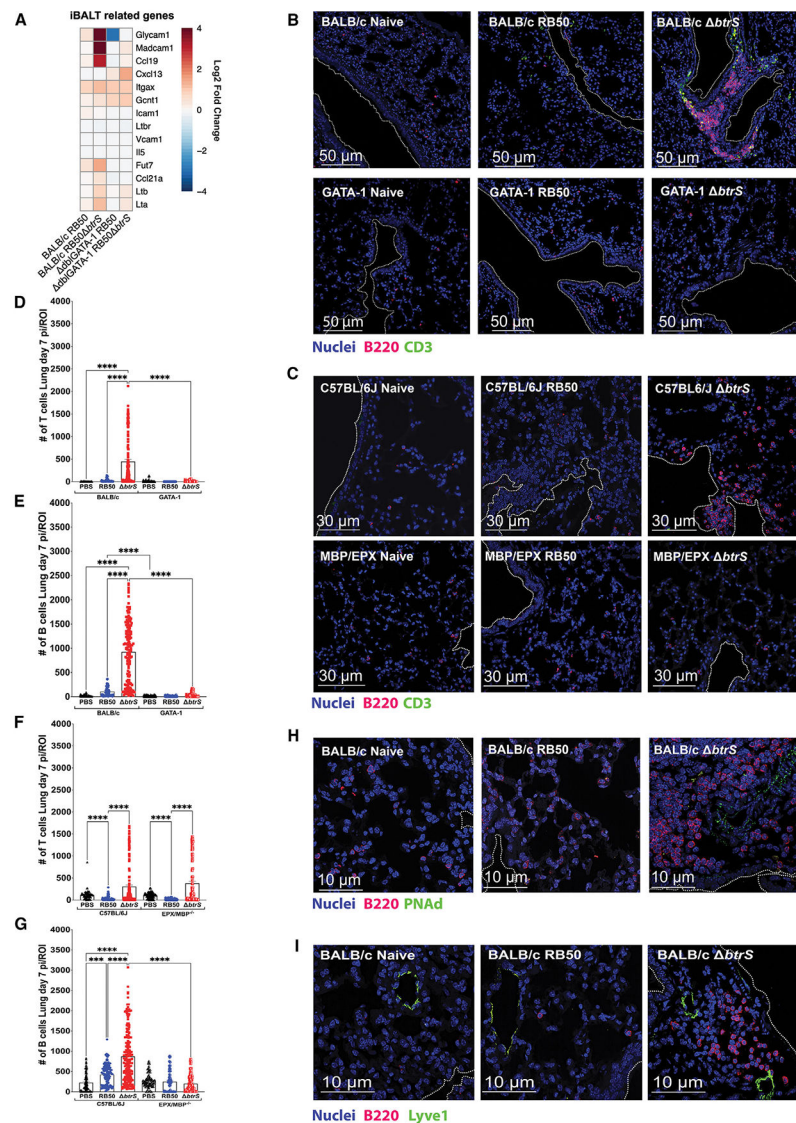 A
iBALT related genes
Glycam1
Madcam1
Ccl19
Cxcl13
Itgax
Gcnt1
Icam1
Ltbr
Vcam1
Il5
Fut7
Ccl21a
Ltb
Lta
4
2
0
−2
−4
Log2 Fold Change
BALB/c RB50
BALB/c RB50ΔbtrS
ΔdblGATA-1 RB50
ΔdblGATA-1 RB50ΔbtrS
B
BALB/c Naive
BALB/c RB50
BALB/c ΔbtrS
50 µm
50 µm
50 µm
GATA-1 Naive
GATA-1 RB50
GATA-1 ΔbtrS
50 µm
50 µm
50 µm
Nuclei B220 CD3
C
C57BL/6J Naive
C57BL/6J RB50
C57BL6/J ΔbtrS
30 µm
30 µm
30 µm
MBP/EPX Naive
MBP/EPX RB50
MBP/EPX ΔbtrS
30 µm
30 µm
30 µm
Nuclei B220 CD3
D
# of T cells Lung day 7 pi/ROI
4000
3500
3000
2500
2000
1500
1000
500
0
****
**** ****
PBS RB50 ΔbtrS PBS RB50 ΔbtrS
BALB/c GATA-1
E
# of B cells Lung day 7 pi/ROI
4000
3500
3000
2500
2000
1500
1000
500
0
****
****
**** ****
PBS RB50 ΔbtrS PBS RB50 ΔbtrS
BALB/c GATA-1
F
# of T cells Lung day 7 pi/ROI
4000
3500
3000
2500
2000
1500
1000
500
0
**** ****
**** ****
PBS RB50 ΔbtrS PBS RB50 ΔbtrS
C57BL/6J EPX/MBP-/-
G
# of B cells Lung day 7 pi/ROI
4000
3500
3000
2500
2000
1500
1000
500
0
****
*** **** ****
PBS RB50 ΔbtrS PBS RB50 ΔbtrS
C57BL/6J EPX/MBP-/-
H
BALB/c Naive
BALB/c RB50
BALB/c ΔbtrS
10 µm
10 µm
10 µm
Nuclei B220 PNAd
I
BALB/c Naive
BALB/c RB50
BALB/c ΔbtrS
10 µm
10 µm
10 µm
Nuclei B220 Lyve1